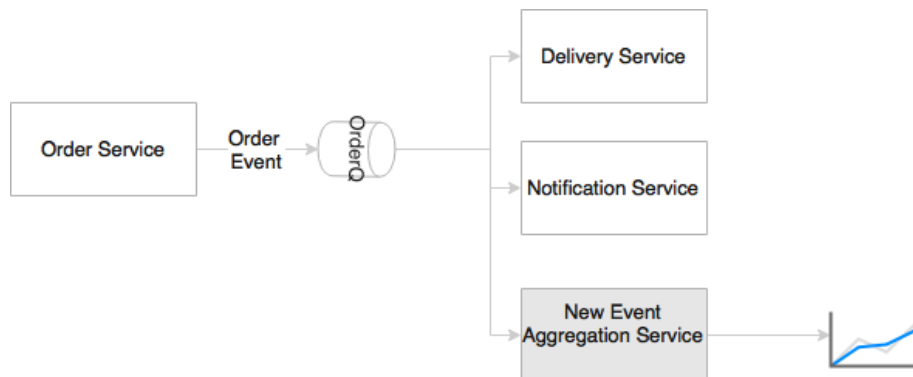 Delivery Service
Order Service
Order
Event
OrderQ
Notification Service
New Event
Aggregation Service